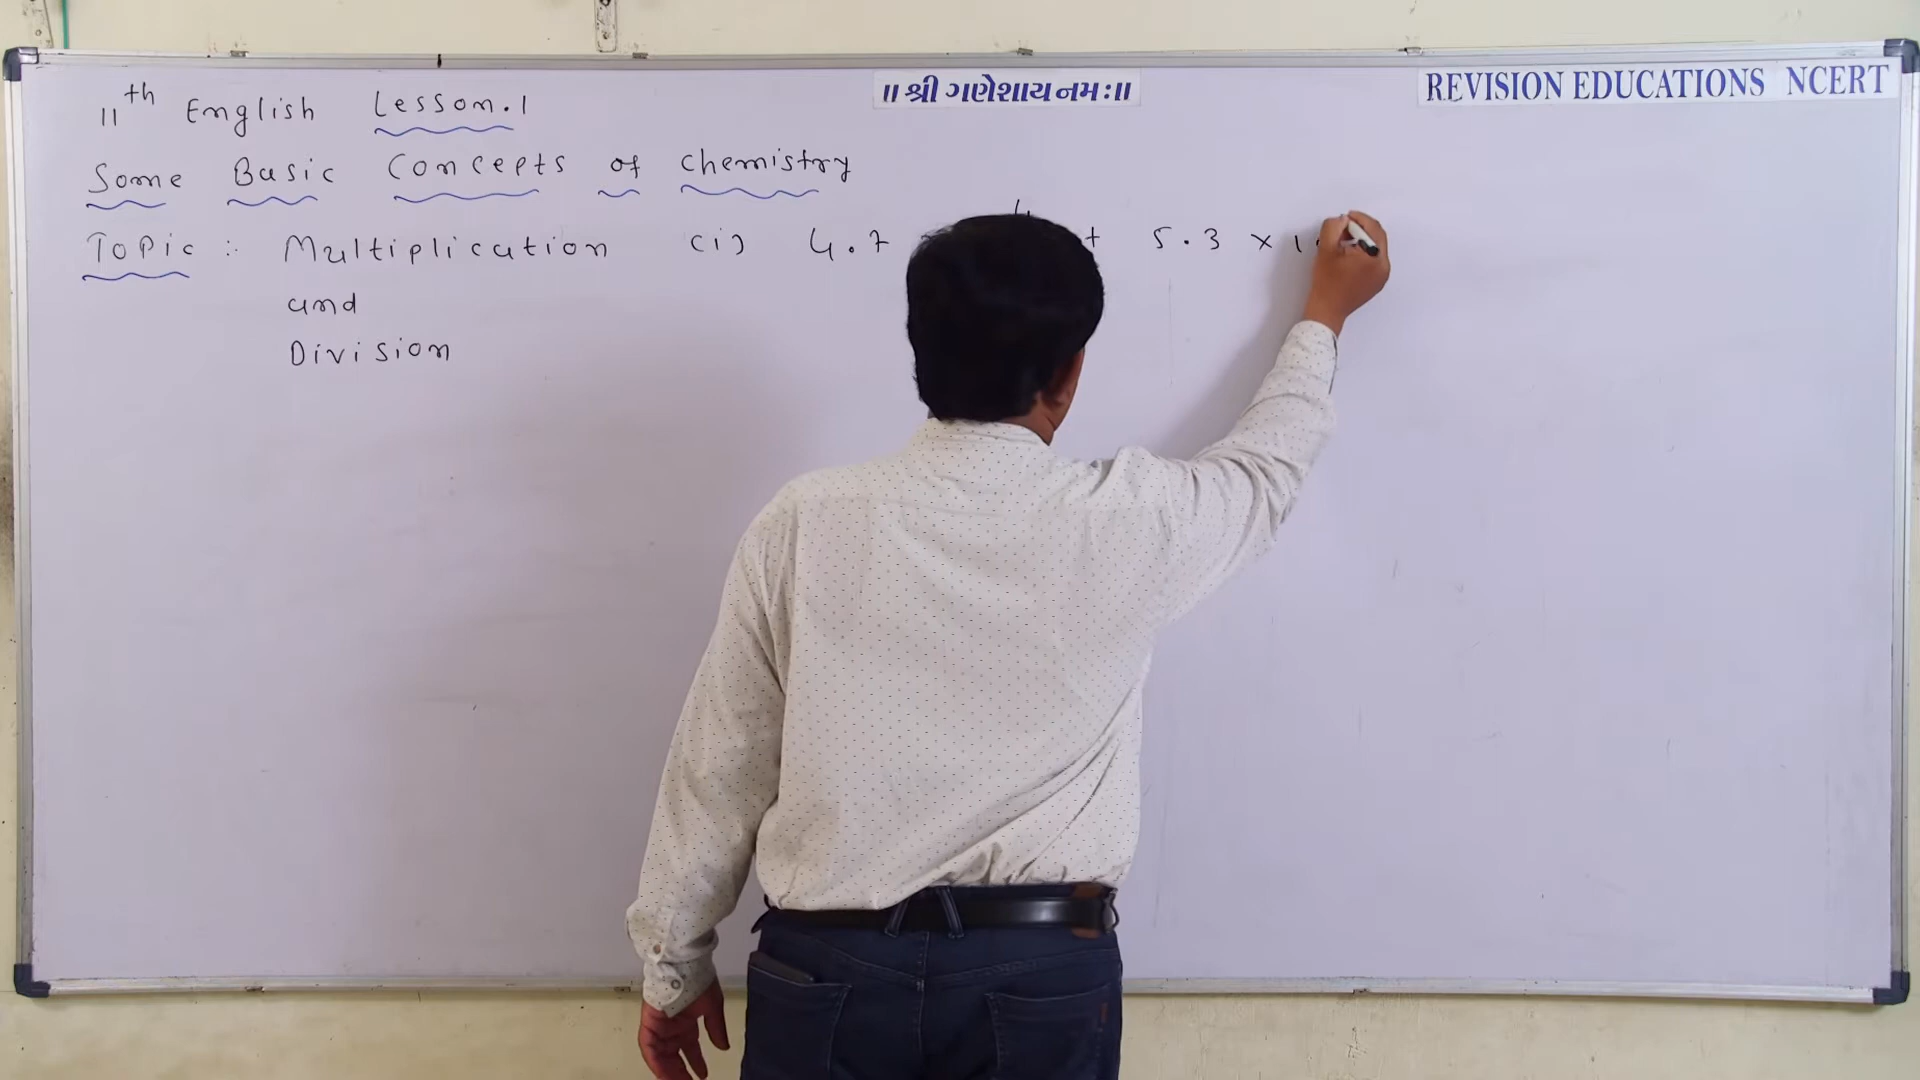 ॥ श्री ગણેશાય નમઃ॥
REVISION EDUCATIONS NCERT
11th English Lesson.1
Some Basic Concepts of Chemistry
Topic : Multiplication (i) 4.7 + 5.3 × 1
and
Division